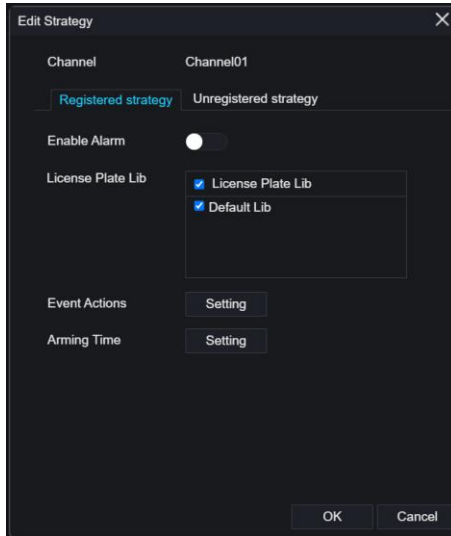 Edit Strategy
Channel Channel01
Registered strategy Unregistered strategy
Enable Alarm
License Plate Lib License Plate Lib
Default Lib
Event Actions Setting
Arming Time Setting
OK Cancel